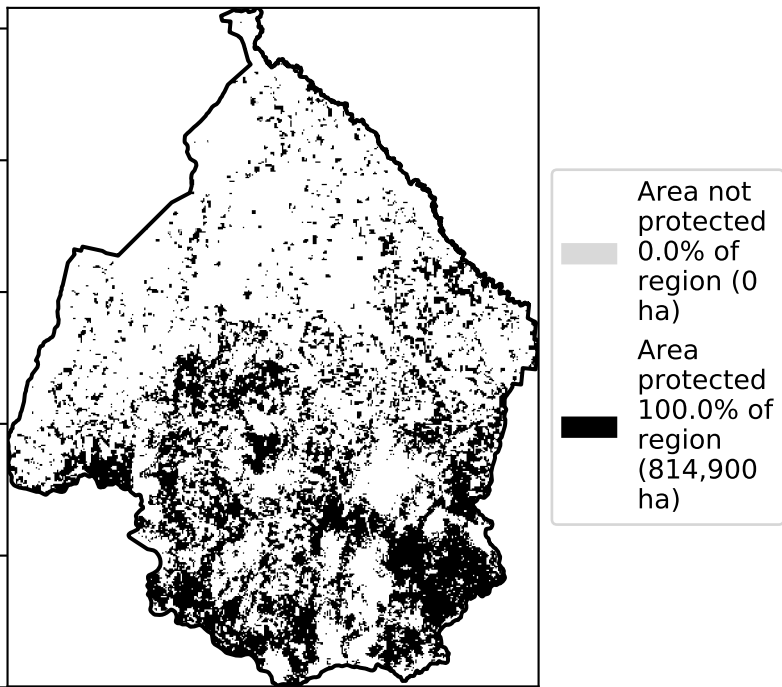 Area not
protected
0.0% of
region (0
ha)
Area
protected
100.0% of
region
(814,900
ha)